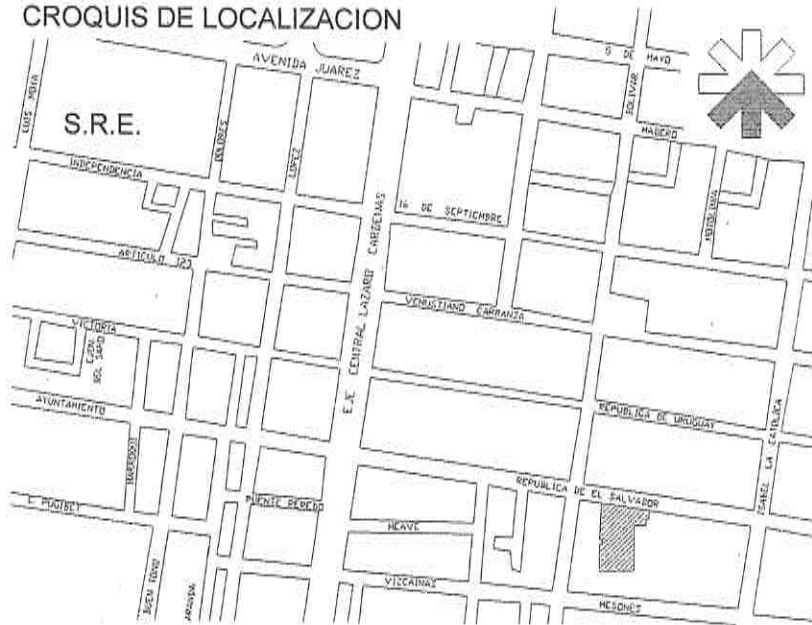 CROQUIS DE LOCALIZACION
AVENIDA JUAREZ
5 DE MAYO
LUIS MOYA
S.R.E.
DOLORES
LOPEZ
BOLIVAR
MADERO
INDEPENDENCIA
16 DE SEPTIEMBRE
MOTOLINIA
ARTICULO 123
EJE CENTRAL LAZARO CARDENAS
VENUSTIANO CARRANZA
VICTORIA
DEL SAPO
AYUNTAMIENTO
REPUBLICA DE URUGUAY
ISABEL LA CATOLICA
REPUBLICA DE EL SALVADOR
PUGIBET
PUENTE PEREDO
MEAVE
VIZCAINAS
MESONES
BUEN TONO
ARANDA